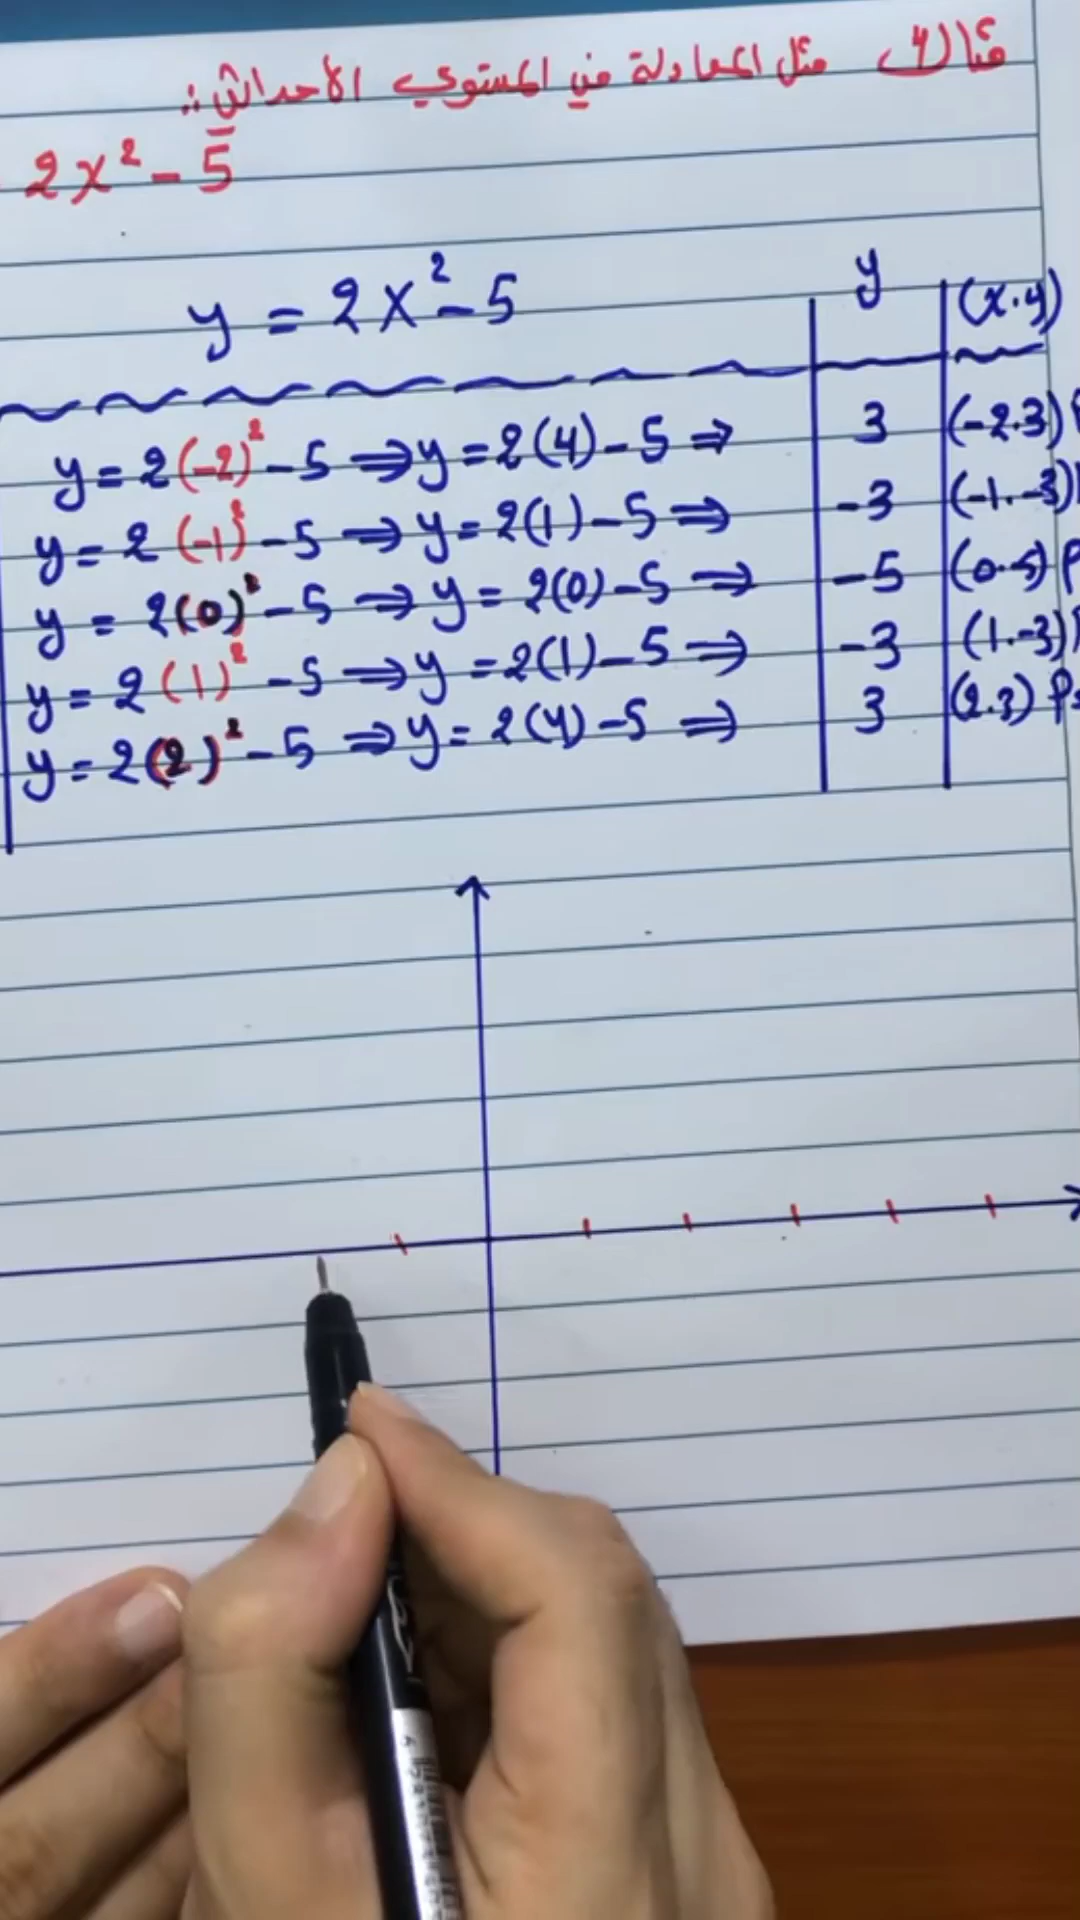 مثال(4) مثل المعادلة في المستوي الاحداثي :
2x² - 5
y = 2x² - 5 y (x.y)
y = 2(-2)² - 5 ⇒ y = 2(4) - 5 ⇒ 3 (-2.3)
y = 2(-1)² - 5 ⇒ y = 2(1) - 5 ⇒ -3 (-1.-3)
y = 2(0)² - 5 ⇒ y = 2(0) - 5 ⇒ -5 (0.-5) P
y = 2(1)² - 5 ⇒ y = 2(1) - 5 ⇒ -3 (1.-3)
y = 2(2)² - 5 ⇒ y = 2(4) - 5 ⇒ 3 (2.3) P5